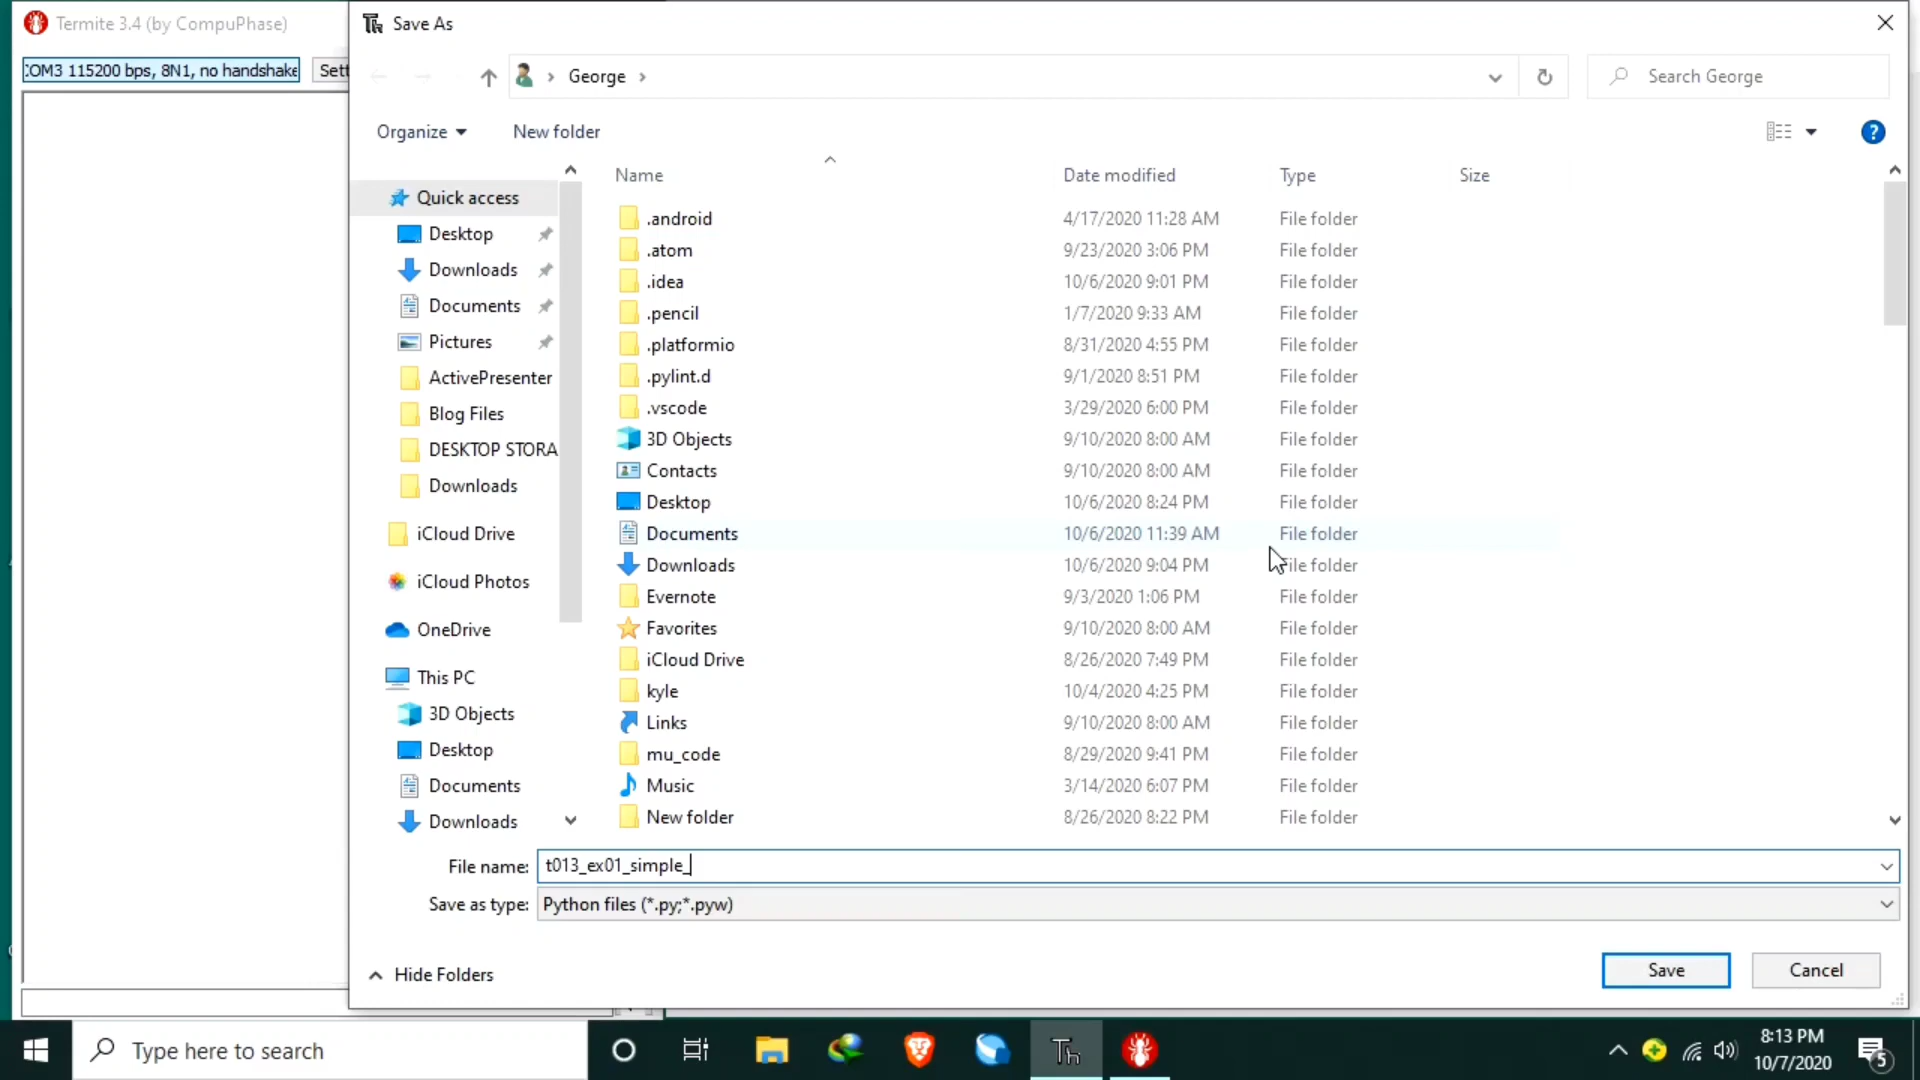 Termite 3.4 (by CompuPhase)
COM3 115200 bps, 8N1, no handshake
Sett
Save As
George
Search George
Organize
New folder
Name Date modified Type Size
Quick access
Desktop
Downloads
Documents
Pictures
ActivePresenter
Blog Files
DESKTOP STORA
Downloads
iCloud Drive
iCloud Photos
OneDrive
This PC
3D Objects
Desktop
Documents
Downloads
.android 4/17/2020 11:28 AM File folder
.atom 9/23/2020 3:06 PM File folder
.idea 10/6/2020 9:01 PM File folder
.pencil 1/7/2020 9:33 AM File folder
.platformio 8/31/2020 4:55 PM File folder
.pylint.d 9/1/2020 8:51 PM File folder
.vscode 3/29/2020 6:00 PM File folder
3D Objects 9/10/2020 8:00 AM File folder
Contacts 9/10/2020 8:00 AM File folder
Desktop 10/6/2020 8:24 PM File folder
Documents 10/6/2020 11:39 AM File folder
Downloads 10/6/2020 9:04 PM File folder
Evernote 9/3/2020 1:06 PM File folder
Favorites 9/10/2020 8:00 AM File folder
iCloud Drive 8/26/2020 7:49 PM File folder
kyle 10/4/2020 4:25 PM File folder
Links 9/10/2020 8:00 AM File folder
mu_code 8/29/2020 9:41 PM File folder
Music 3/14/2020 6:07 PM File folder
New folder 8/26/2020 8:22 PM File folder
File name: t013_ex01_simple_
Save as type: Python files (*.py;*.pyw)
Hide Folders
Save
Cancel
Type here to search
8:13 PM
10/7/2020
5